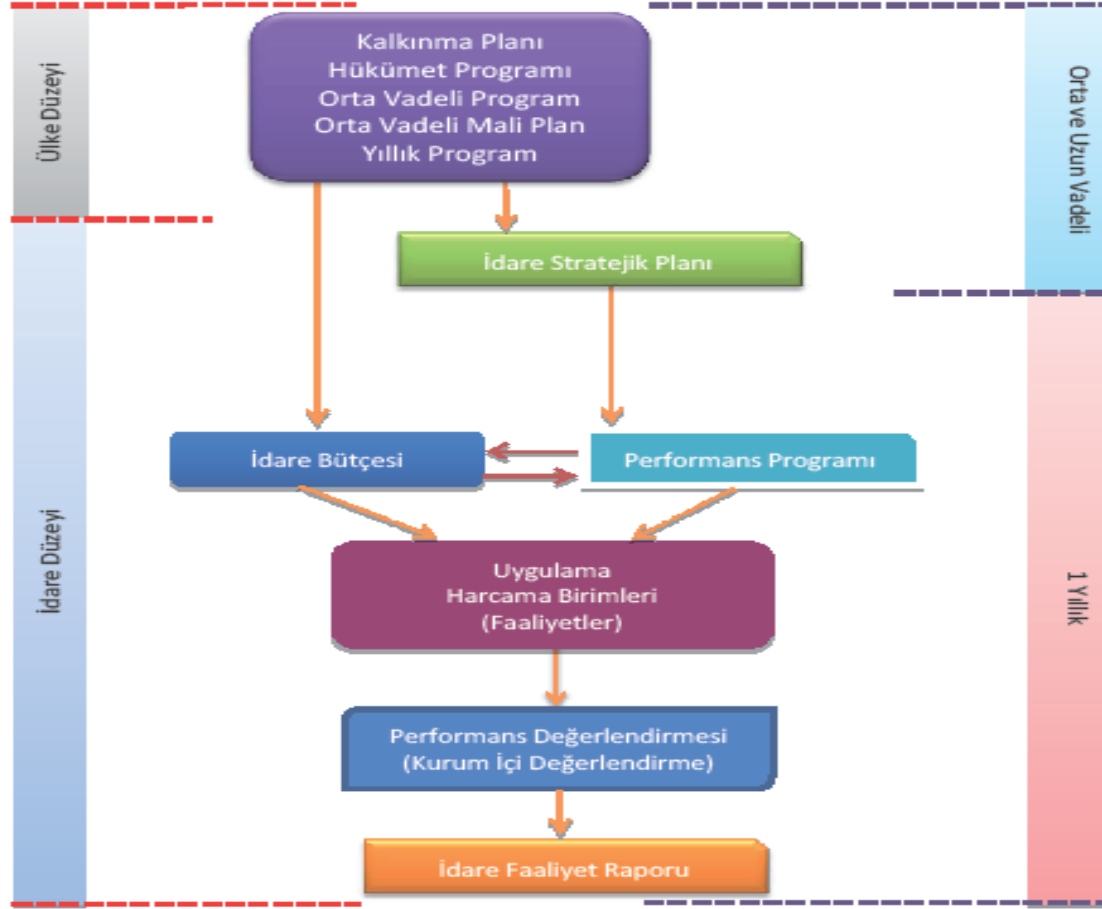 Ülke Düzeyi
Kalkınma Planı
Hükümet Programı
Orta Vadeli Program
Orta Vadeli Mali Plan
Yıllık Program
Orta ve Uzun Vadeli
İdare Stratejik Planı
İdare Düzeyi
İdare Bütçesi
Performans Programı
Uygulama
Harcama Birimleri
(Faaliyetler)
1 Yıllık
Performans Değerlendirmesi
(Kurum İçi Değerlendirme)
İdare Faaliyet Raporu